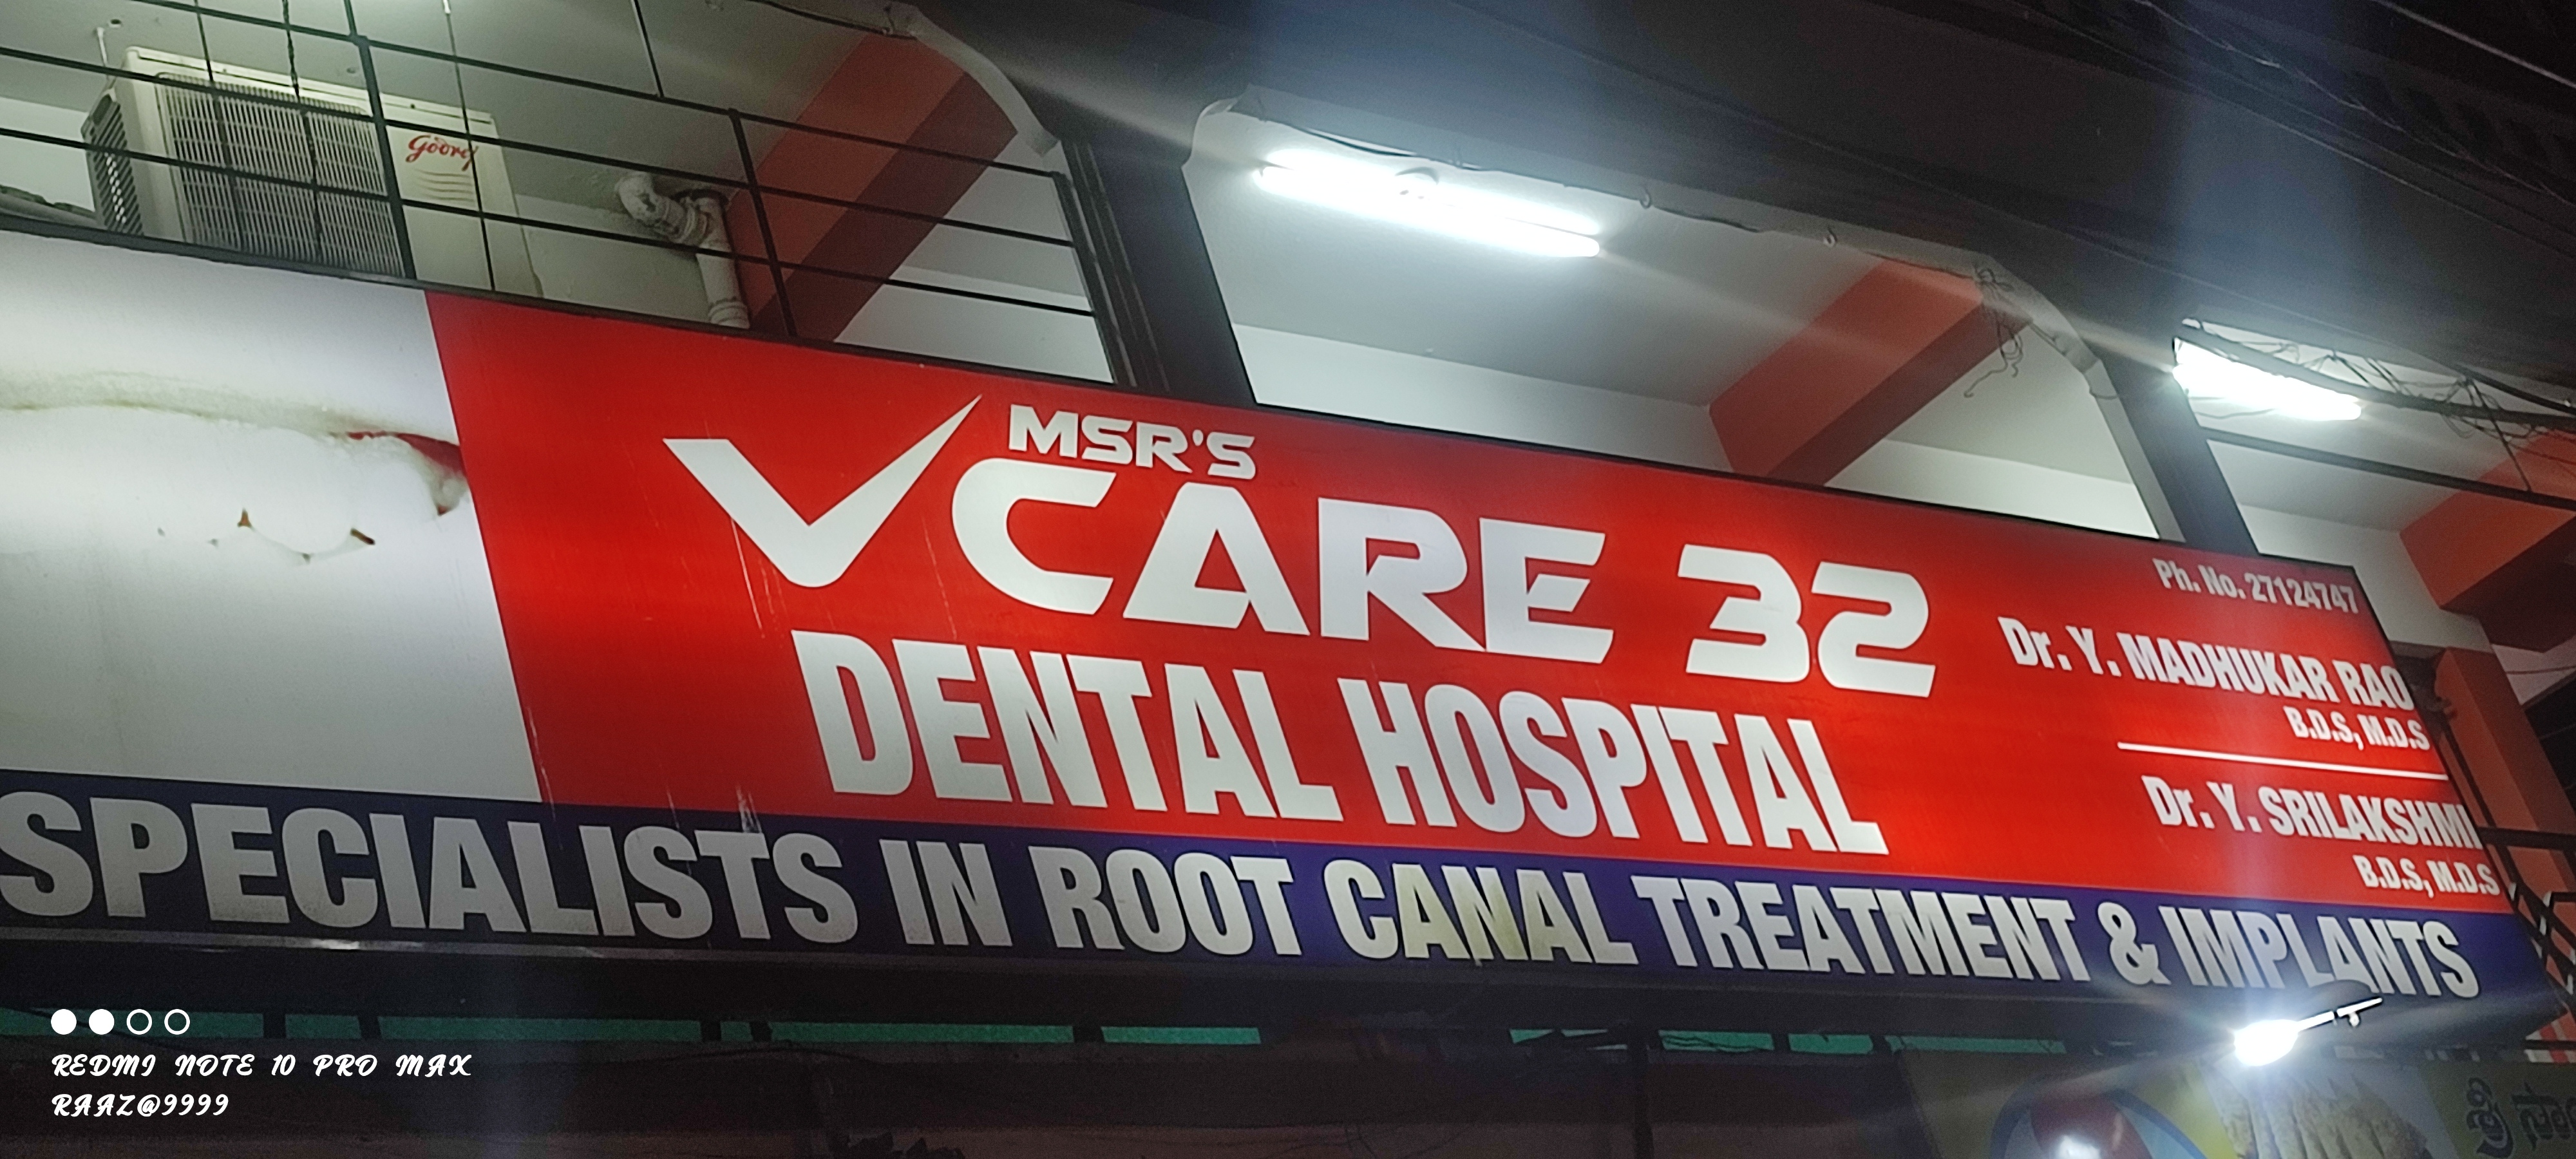 Godrej
MSR'S
VCARE 32
DENTAL HOSPITAL
Ph. No. 27124747
Dr. Y. MADHUKAR RAO
B.D.S, M.D.S
Dr. Y. SRILAKSHMI
B.D.S, M.D.S
SPECIALISTS IN ROOT CANAL TREATMENT & IMPLANTS
REDMI NOTE 10 PRO MAX
RAAZ@9999